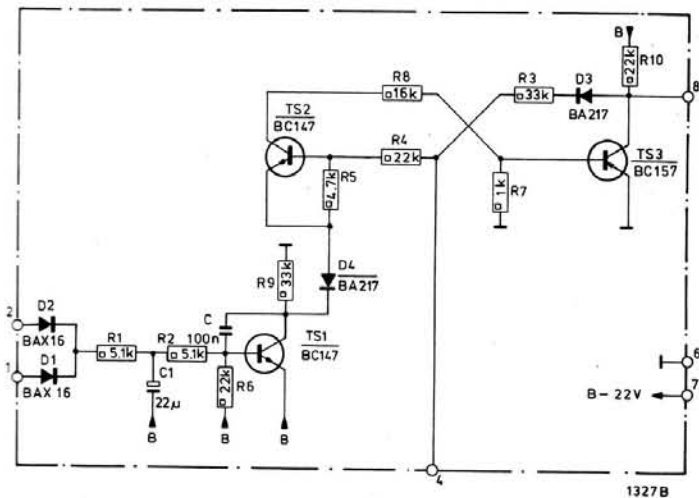 B
R10
22k
8
R8
16k
R3
33k
D3
BA217
TS2
BC147
R4
22k
TS3
BC157
R5
4.7k
R7
1k
R9
33k
D4
BA217
C
100n
TS1
BC147
2
D2
BAX16
R1
5.1k
R2
5.1k
1
D1
BAX 16
C1
22µ
22k
R6
B
B
B
6
7
B - 22V
4
1327B